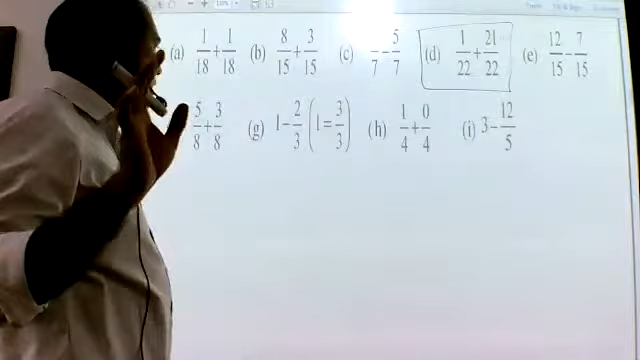 (a) 1/18 + 1/18 (b) 8/15 + 3/15 (c) /7 − 5/7 (d) 1/22 + 21/22 (e) 12/15 − 7/15
5/8 + 3/8 (g) 1 − 2/3 (1 = 3/3) (h) 1/4 + 0/4 (i) 3 − 12/5